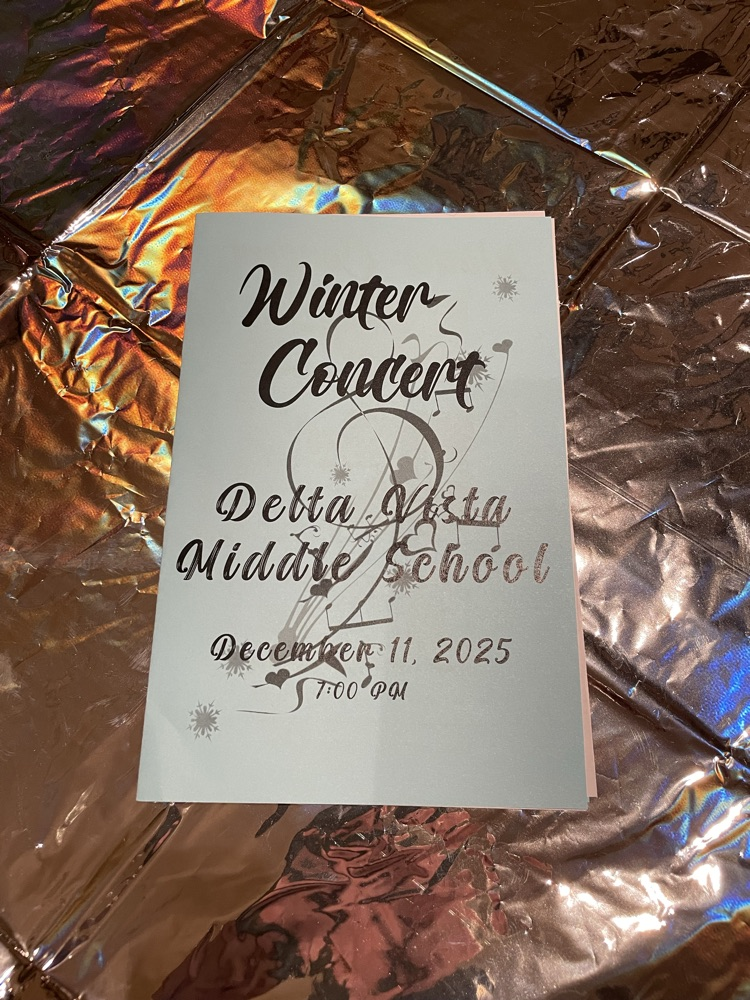 Winter
Concert
Delta Vista
Middle School
December 11, 2025
7:00 PM